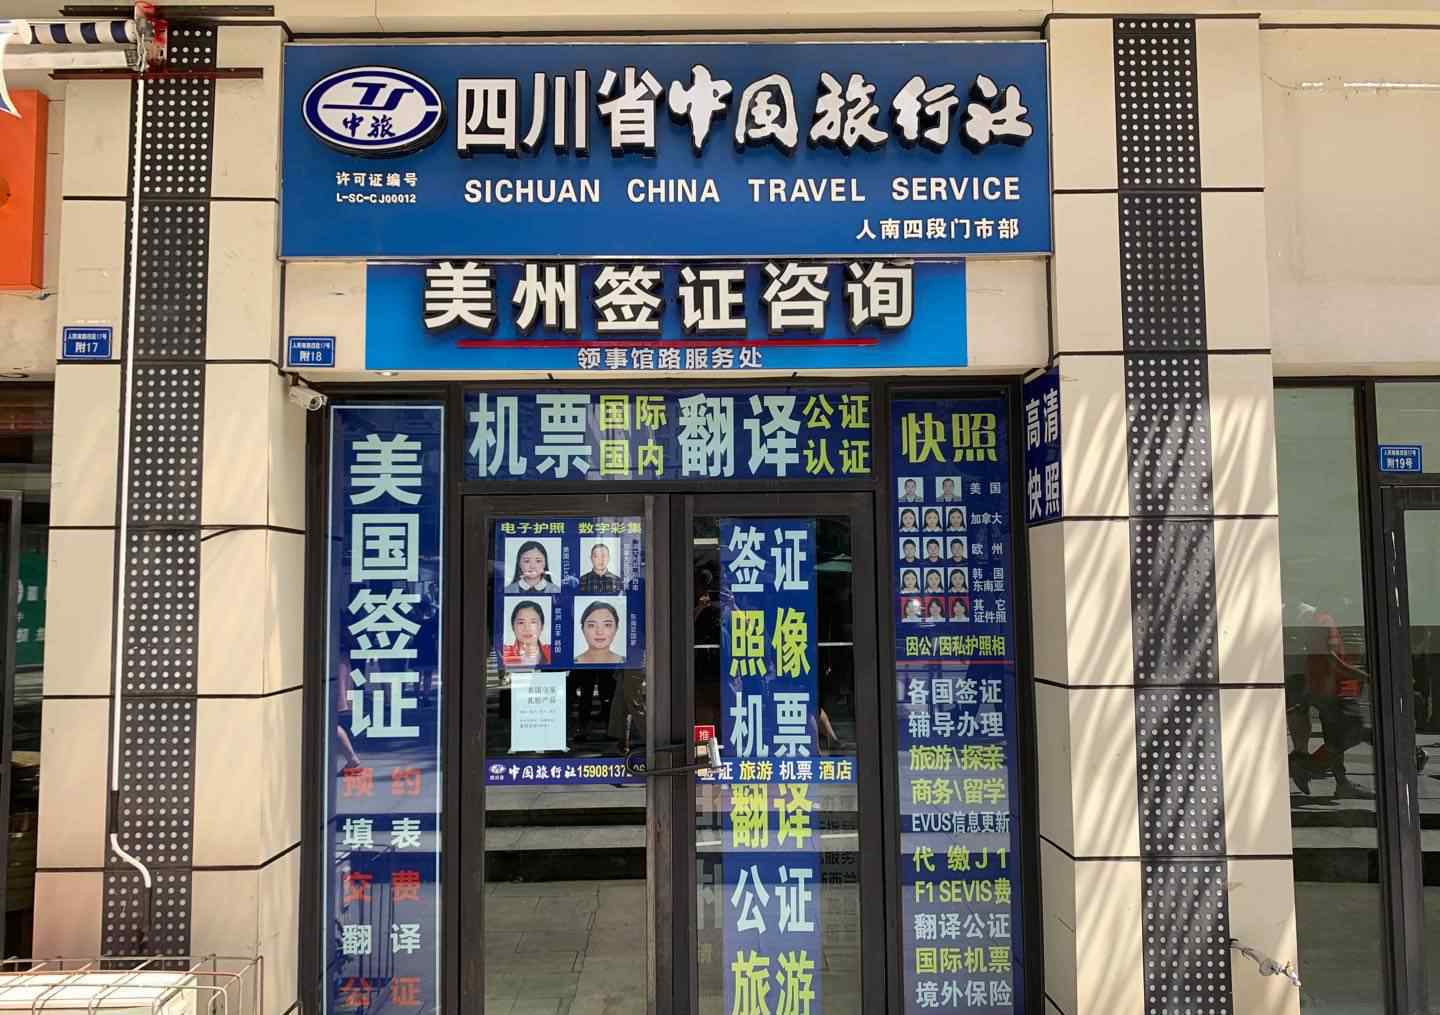 四川省中国旅行社
中旅
许可证编号
L-SC-CJ00012
SICHUAN CHINA TRAVEL SERVICE
人南四段门市部
美州签证咨询
领事馆路服务处
附17
附18
附19号
机票
国际
国内
翻译
公证
认证
美国签证
预约
填表
交费
翻译
公证
电子护照 数字彩集
中国旅行社15908137
推
签证
照像
机票
签证 旅游 机票 酒店
翻译
公证
旅游
快照
美国
加拿大
欧州
韩国
东南亚
其它
证件照
因公/因私护照相
各国签证
辅导办理
旅游\探亲
商务\留学
EVUS信息更新
代缴J1
F1 SEVIS费
翻译公证
国际机票
境外保险
高清
快照